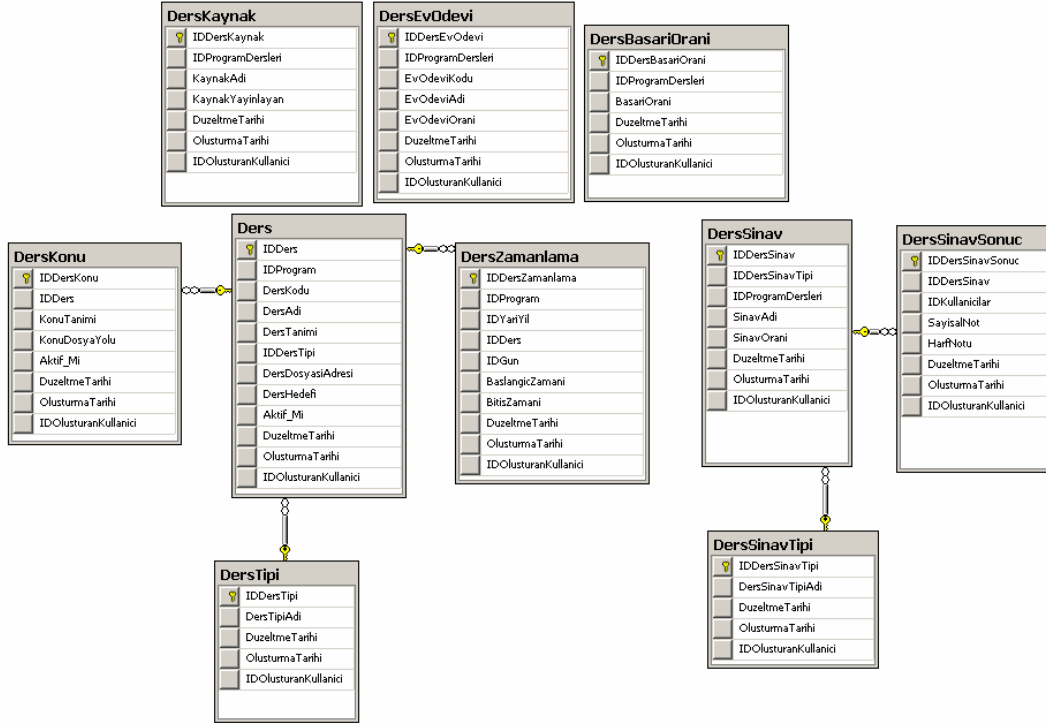 DersKaynak
IDDersKaynak
IDProgramDersleri
KaynakAdi
KaynakYayinlayan
DuzeltmeTarihi
OlusturmaTarihi
IDOlusturanKullanici
DersEvOdevi
IDDersEvOdevi
IDProgramDersleri
EvOdeviKodu
EvOdeviAdi
EvOdeviOrani
DuzeltmeTarihi
OlusturmaTarihi
IDOlusturanKullanici
DersBasariOrani
IDDersBasariOrani
IDProgramDersleri
BasariOrani
DuzeltmeTarihi
OlusturmaTarihi
IDOlusturanKullanici
DersKonu
IDDersKonu
IDDers
KonuTanimi
KonuDosyaYolu
Aktif_Mi
DuzeltmeTarihi
OlusturmaTarihi
IDOlusturanKullanici
Ders
IDDers
IDProgram
DersKodu
DersAdi
DersTanimi
IDDersTipi
DersDosyasiAdresi
DersHedefi
Aktif_Mi
DuzeltmeTarihi
OlusturmaTarihi
IDOlusturanKullanici
DersZamanlama
IDDersZamanlama
IDProgram
IDYariYil
IDDers
IDGun
BaslangicZamani
BitisZamani
DuzeltmeTarihi
OlusturmaTarihi
IDOlusturanKullanici
DersSinav
IDDersSinav
IDDersSinavTipi
IDProgramDersleri
SinavAdi
SinavOrani
DuzeltmeTarihi
OlusturmaTarihi
IDOlusturanKullanici
DersSinavSonuc
IDDersSinavSonuc
IDDersSinav
IDKullanicilar
SayisalNot
HarfNotu
DuzeltmeTarihi
OlusturmaTarihi
IDOlusturanKullanici
DersTipi
IDDersTipi
DersTipiAdi
DuzeltmeTarihi
OlusturmaTarihi
IDOlusturanKullanici
DersSinavTipi
IDDersSinavTipi
DersSinavTipiAdi
DuzeltmeTarihi
OlusturmaTarihi
IDOlusturanKullanici